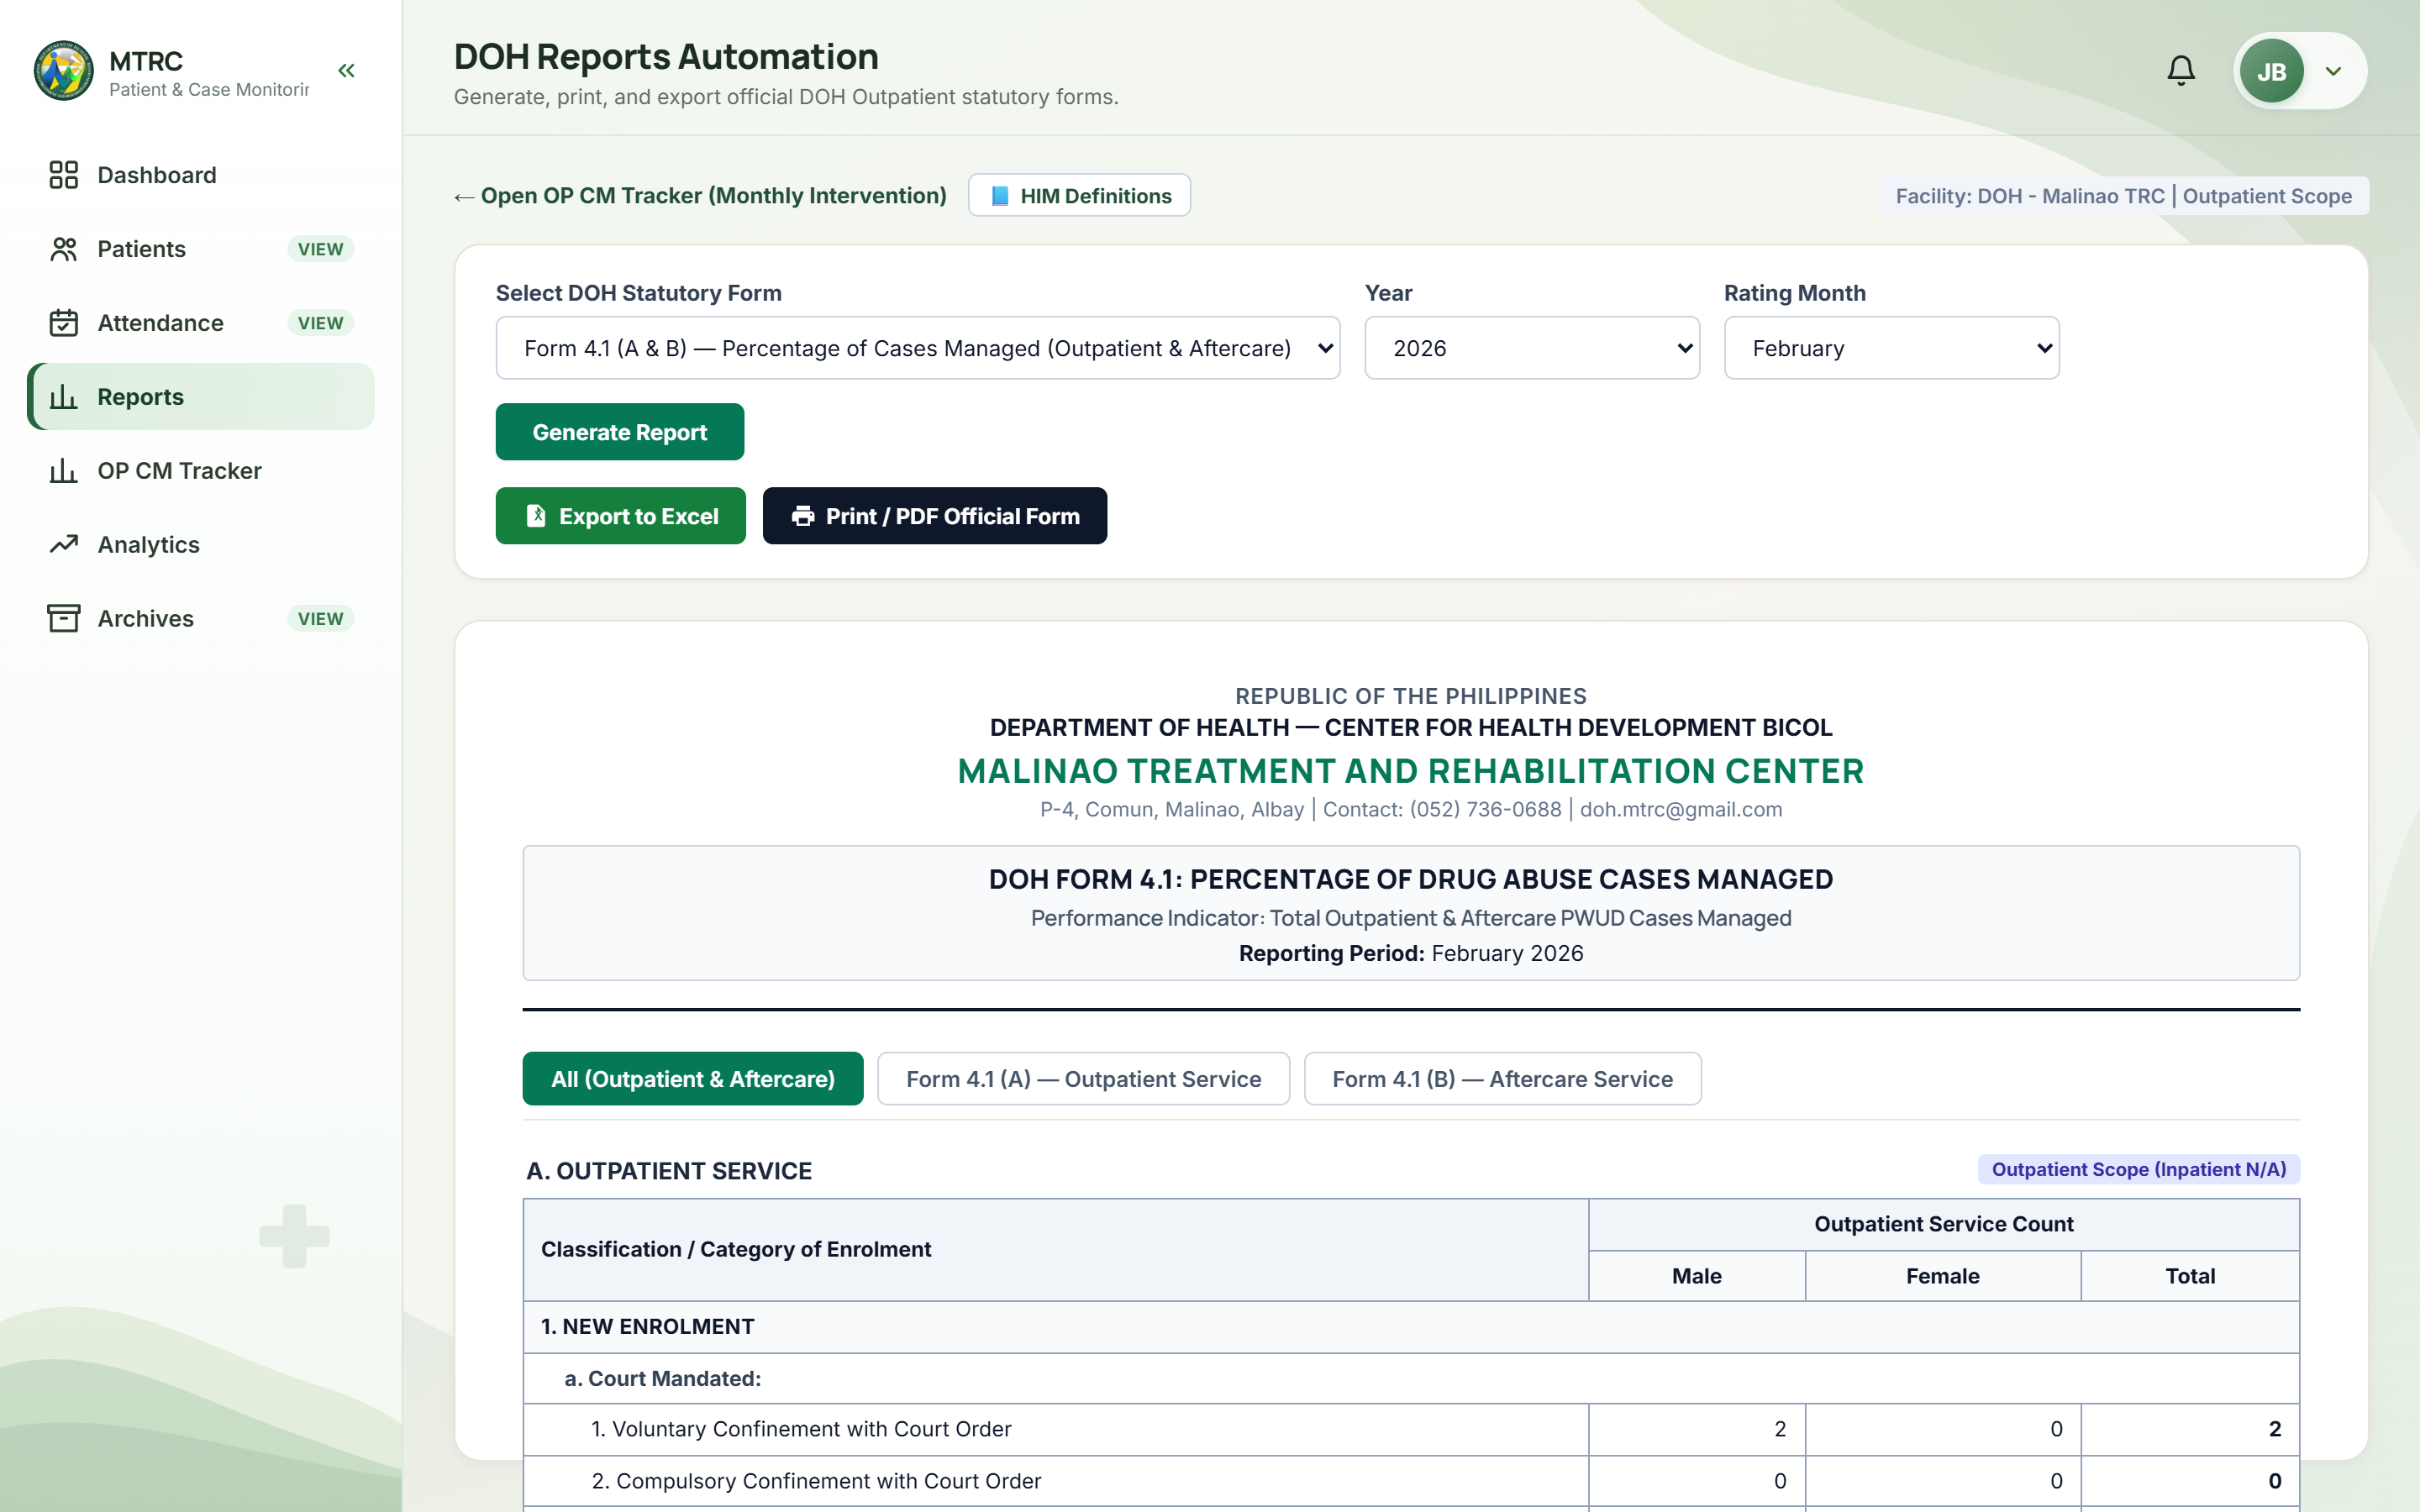 MTRC
Patient & Case Monitorin
Dashboard
Patients VIEW
Attendance VIEW
Reports
OP CM Tracker
Analytics
Archives VIEW
DOH Reports Automation
Generate, print, and export official DOH Outpatient statutory forms.
JB
← Open OP CM Tracker (Monthly Intervention) HIM Definitions Facility: DOH - Malinao TRC | Outpatient Scope
Select DOH Statutory Form Year Rating Month
Form 4.1 (A & B) — Percentage of Cases Managed (Outpatient & Aftercare) 2026 February
Generate Report
Export to Excel Print / PDF Official Form
REPUBLIC OF THE PHILIPPINES
DEPARTMENT OF HEALTH — CENTER FOR HEALTH DEVELOPMENT BICOL
MALINAO TREATMENT AND REHABILITATION CENTER
P-4, Comun, Malinao, Albay | Contact: (052) 736-0688 | doh.mtrc@gmail.com
DOH FORM 4.1: PERCENTAGE OF DRUG ABUSE CASES MANAGED
Performance Indicator: Total Outpatient & Aftercare PWUD Cases Managed
Reporting Period: February 2026
All (Outpatient & Aftercare) Form 4.1 (A) — Outpatient Service Form 4.1 (B) — Aftercare Service
A. OUTPATIENT SERVICE Outpatient Scope (Inpatient N/A)
Classification / Category of Enrolment Outpatient Service Count
Male Female Total
1. NEW ENROLMENT
a. Court Mandated:
1. Voluntary Confinement with Court Order 2 0 2
2. Compulsory Confinement with Court Order 0 0 0